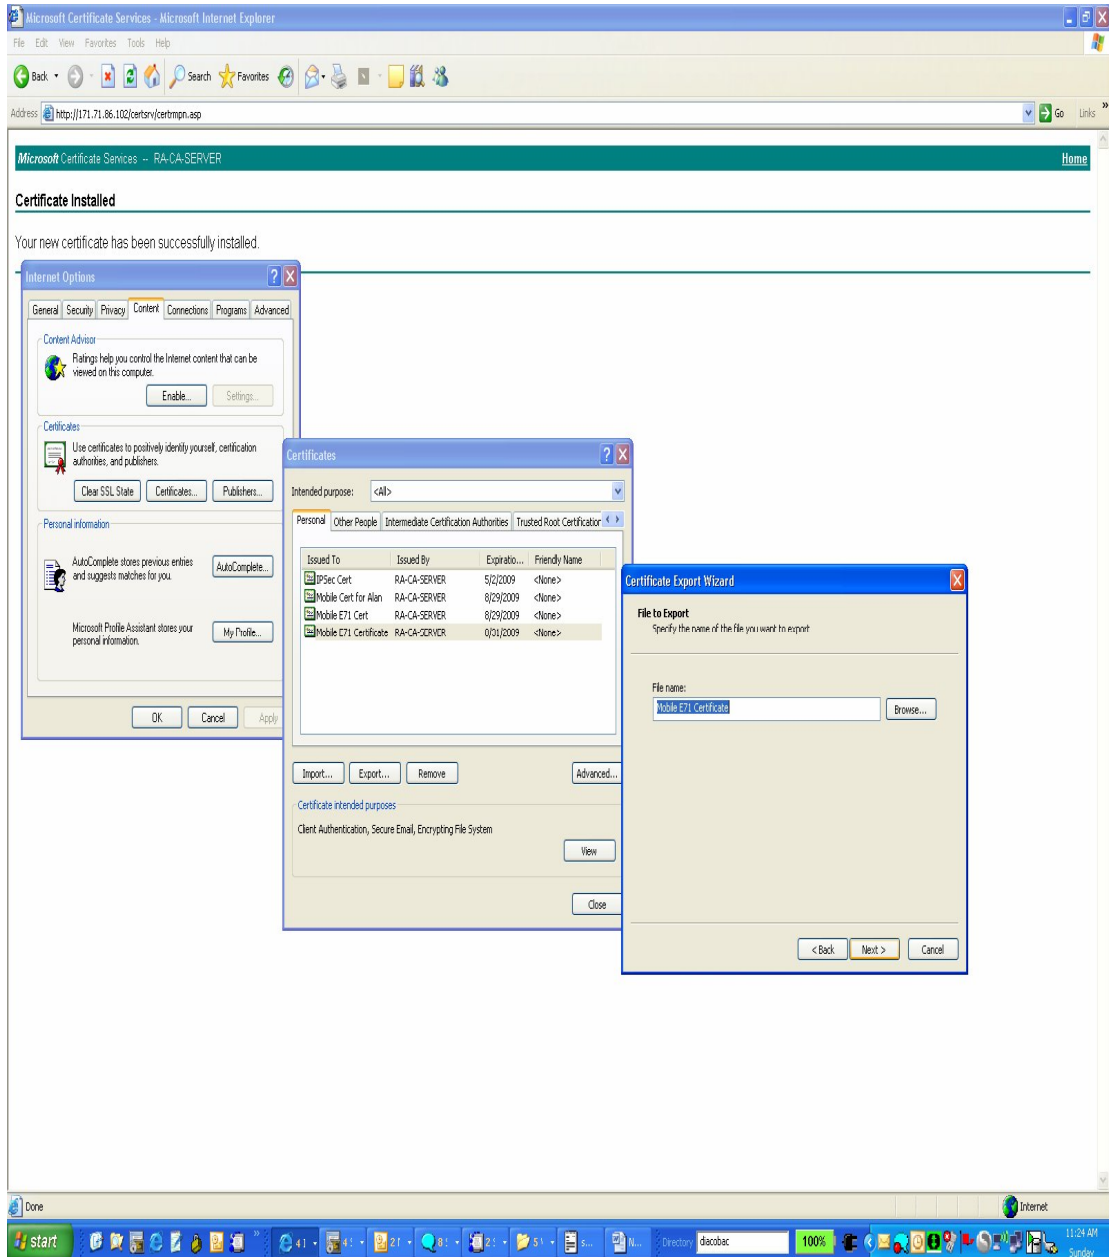 Microsoft Certificate Services - Microsoft Internet Explorer
File Edit View Favorites Tools Help
Back Search Favorites
Address http://171.71.86.102/certsrv/certrmpn.asp Go Links »
Microsoft Certificate Services -- RA-CA-SERVER Home
Certificate Installed
Your new certificate has been successfully installed.
Internet Options
General Security Privacy Content Connections Programs Advanced
Content Advisor
Ratings help you control the Internet content that can be
viewed on this computer.
Enable... Settings...
Certificates
Use certificates to positively identify yourself, certification
authorities, and publishers.
Clear SSL State Certificates... Publishers...
Personal information
AutoComplete stores previous entries
and suggests matches for you.
AutoComplete...
Microsoft Profile Assistant stores your
personal information.
My Profile...
OK Cancel Apply
Certificates
Intended purpose: <All>
Personal Other People Intermediate Certification Authorities Trusted Root Certification
Issued To Issued By Expiratio... Friendly Name
IPSec Cert RA-CA-SERVER 5/2/2009 <None>
Mobile Cert for Alan RA-CA-SERVER 8/29/2009 <None>
Mobile E71 Cert RA-CA-SERVER 8/29/2009 <None>
Mobile E71 Certificate RA-CA-SERVER /31/2009 <None>
Import... Export... Remove Advanced...
Certificate intended purposes
Client Authentication, Secure Email, Encrypting File System
View
Close
Certificate Export Wizard
File to Export
Specify the name of the file you want to export
File name:
Mobile E71 Certificate Browse...
< Back Next > Cancel
Done Internet
start s... N... Directory diacobac 100% 11:24 AM
Sunday